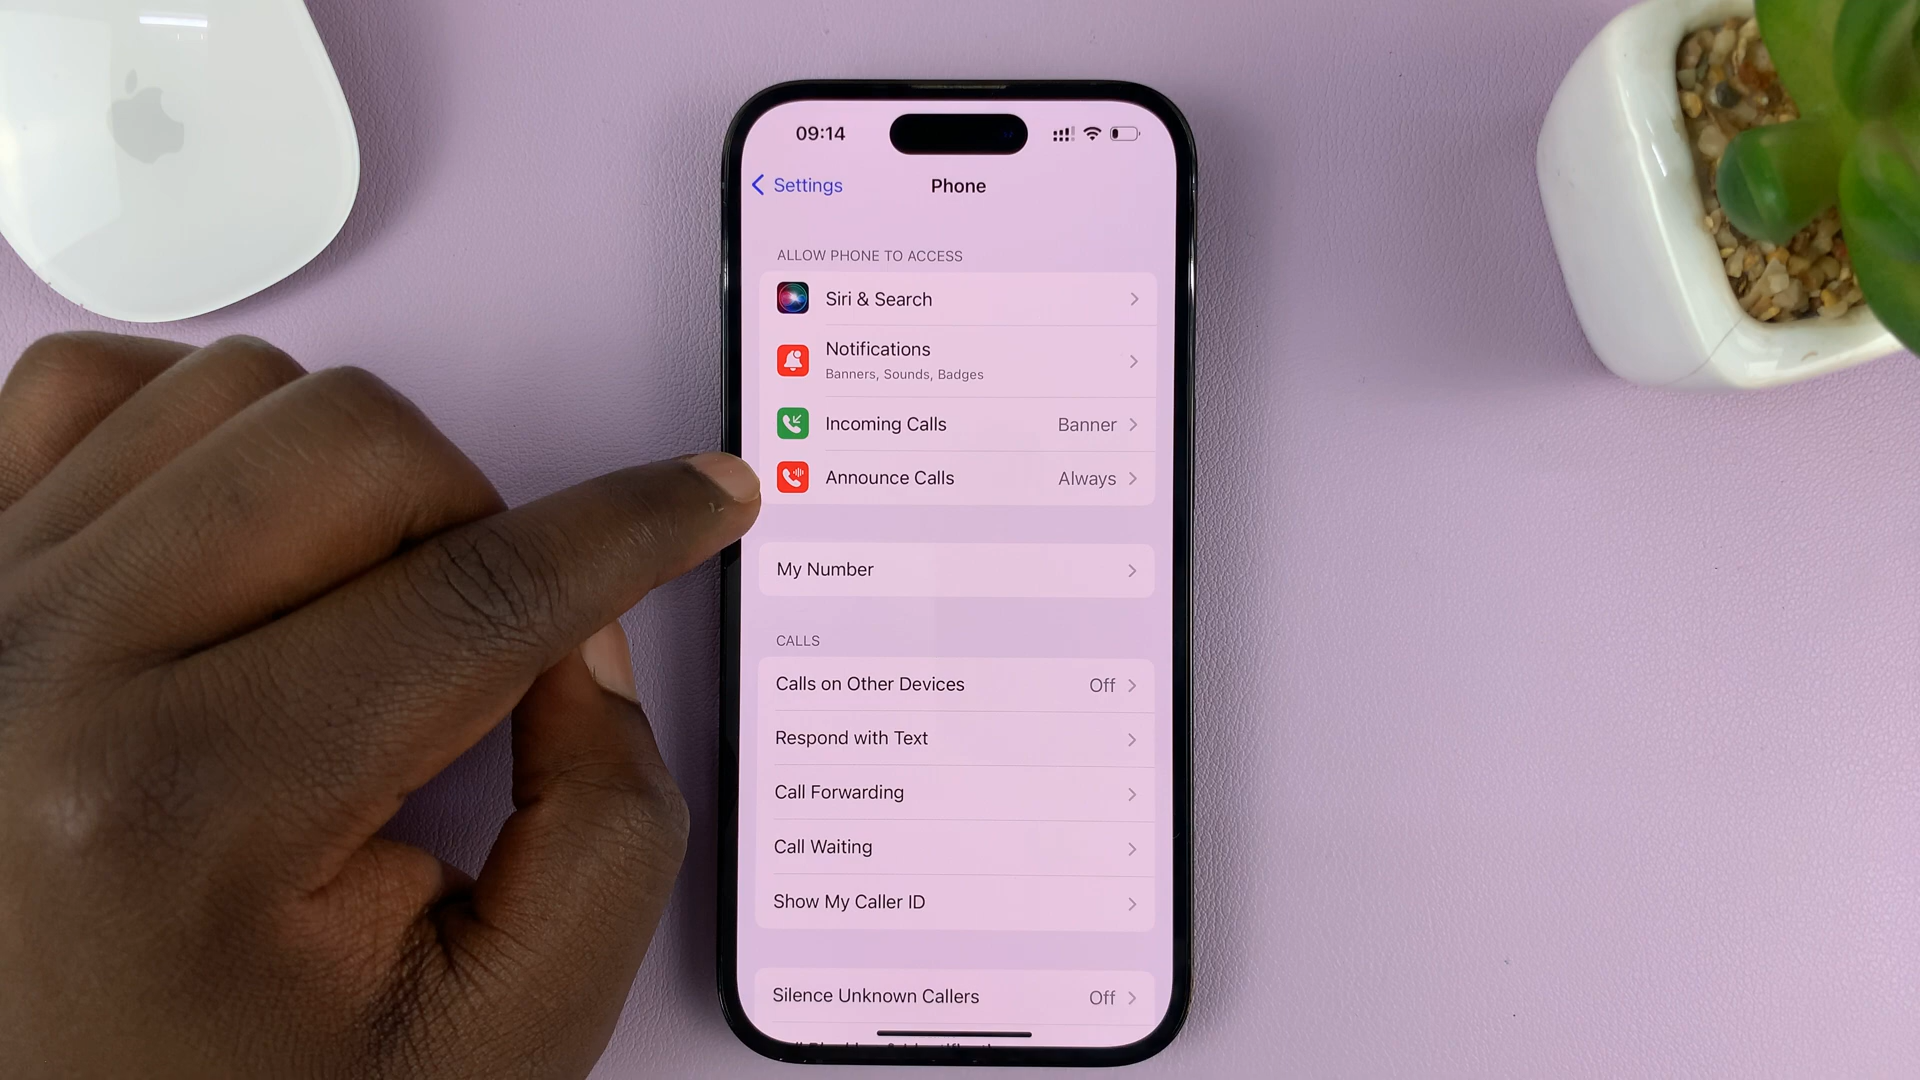 09:14
Settings
Phone
ALLOW PHONE TO ACCESS
Siri & Search
Notifications
Banners, Sounds, Badges
Incoming Calls Banner
Announce Calls Always
My Number
CALLS
Calls on Other Devices Off
Respond with Text
Call Forwarding
Call Waiting
Show My Caller ID
Silence Unknown Callers Off